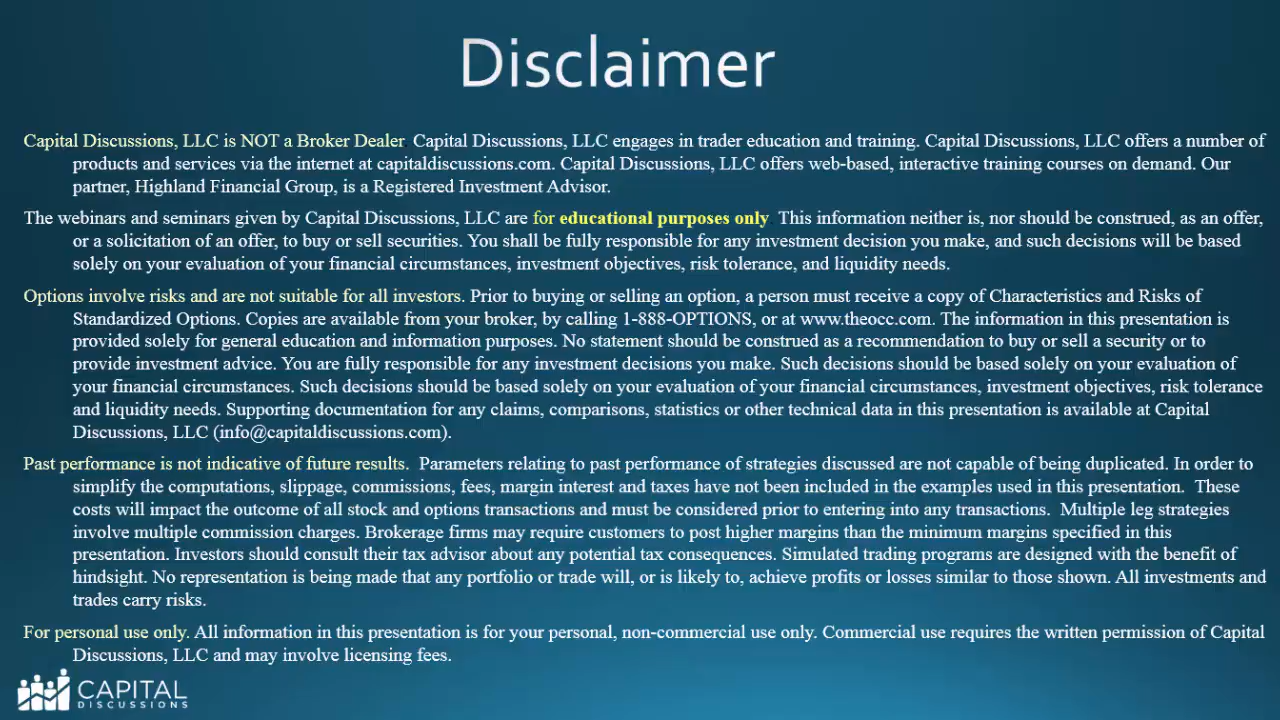 Disclaimer
Capital Discussions, LLC is NOT a Broker Dealer. Capital Discussions, LLC engages in trader education and training. Capital Discussions, LLC offers a number of
products and services via the internet at capitaldiscussions.com. Capital Discussions, LLC offers web-based, interactive training courses on demand. Our
partner, Highland Financial Group, is a Registered Investment Advisor.
The webinars and seminars given by Capital Discussions, LLC are for educational purposes only. This information neither is, nor should be construed, as an offer,
or a solicitation of an offer, to buy or sell securities. You shall be fully responsible for any investment decision you make, and such decisions will be based
solely on your evaluation of your financial circumstances, investment objectives, risk tolerance, and liquidity needs.
Options involve risks and are not suitable for all investors. Prior to buying or selling an option, a person must receive a copy of Characteristics and Risks of
Standardized Options. Copies are available from your broker, by calling 1-888-OPTIONS, or at www.theocc.com. The information in this presentation is
provided solely for general education and information purposes. No statement should be construed as a recommendation to buy or sell a security or to
provide investment advice. You are fully responsible for any investment decisions you make. Such decisions should be based solely on your evaluation of
your financial circumstances. Such decisions should be based solely on your evaluation of your financial circumstances, investment objectives, risk tolerance
and liquidity needs. Supporting documentation for any claims, comparisons, statistics or other technical data in this presentation is available at Capital
Discussions, LLC (info@capitaldiscussions.com).
Past performance is not indicative of future results. Parameters relating to past performance of strategies discussed are not capable of being duplicated. In order to
simplify the computations, slippage, commissions, fees, margin interest and taxes have not been included in the examples used in this presentation. These
costs will impact the outcome of all stock and options transactions and must be considered prior to entering into any transactions. Multiple leg strategies
involve multiple commission charges. Brokerage firms may require customers to post higher margins than the minimum margins specified in this
presentation. Investors should consult their tax advisor about any potential tax consequences. Simulated trading programs are designed with the benefit of
hindsight. No representation is being made that any portfolio or trade will, or is likely to, achieve profits or losses similar to those shown. All investments and
trades carry risks.
For personal use only. All information in this presentation is for your personal, non-commercial use only. Commercial use requires the written permission of Capital
Discussions, LLC and may involve licensing fees.
CAPITAL
DISCUSSIONS